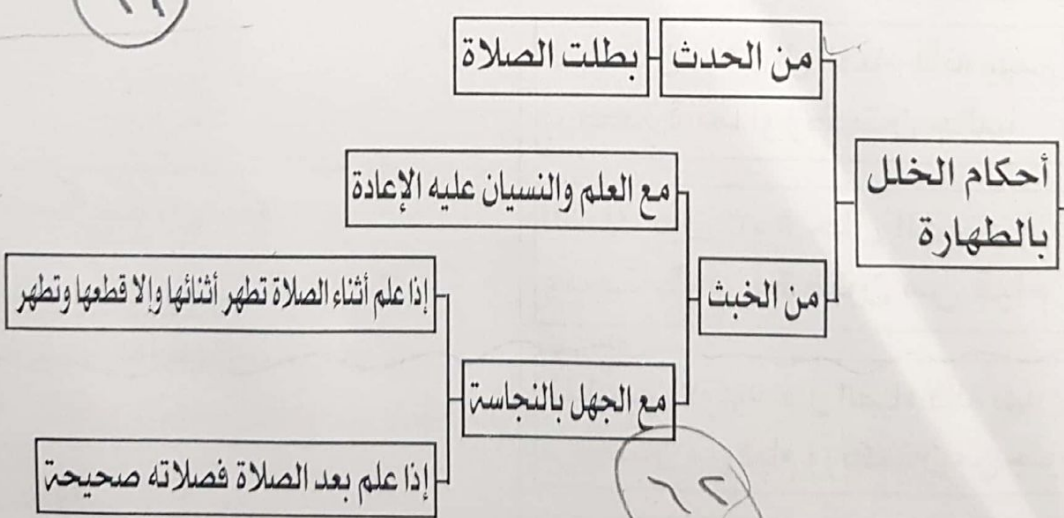 أحكام الخلل
بالطهارة
من الحدث
بطلت الصلاة
من الخبث
مع العلم والنسيان عليه الإعادة
مع الجهل بالنجاسة
إذا علم أثناء الصلاة تطهر أثنائها وإلا قطعها وتطهر
إذا علم بعد الصلاة فصلاته صحيحة